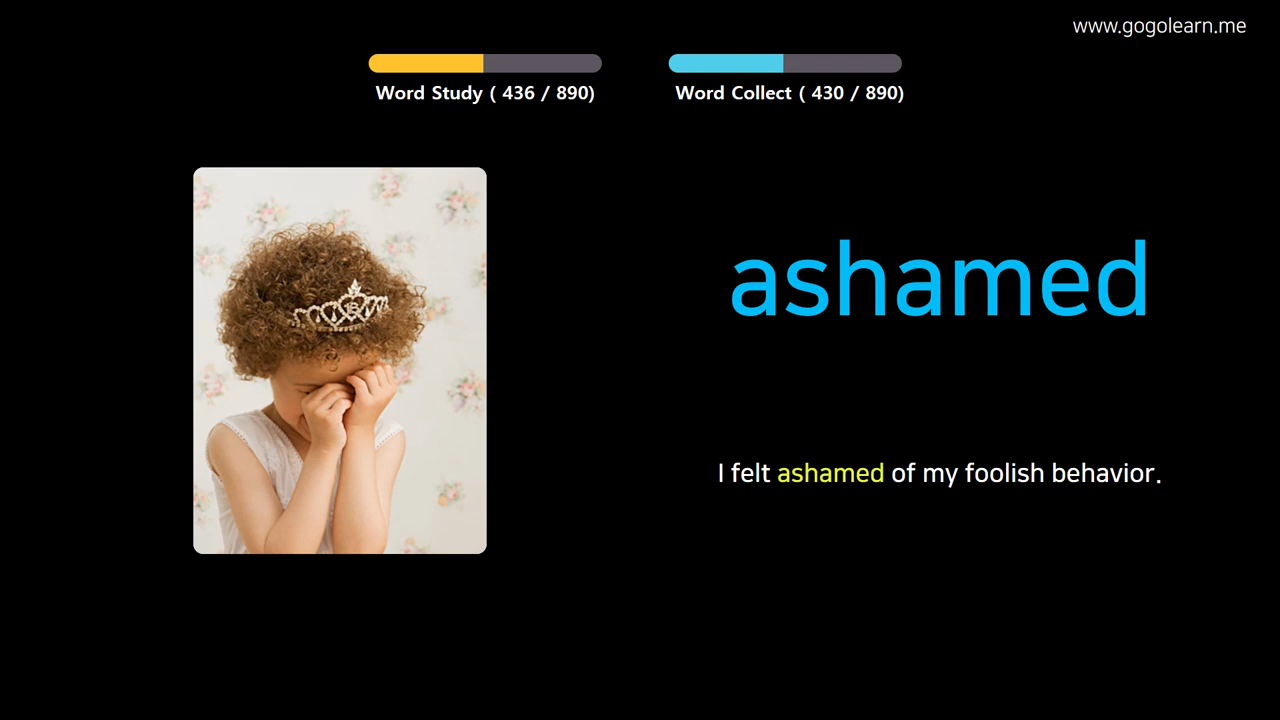 www.gogolearn.me
Word Study ( 436 / 890)
Word Collect ( 430 / 890)
ashamed
I felt ashamed of my foolish behavior.